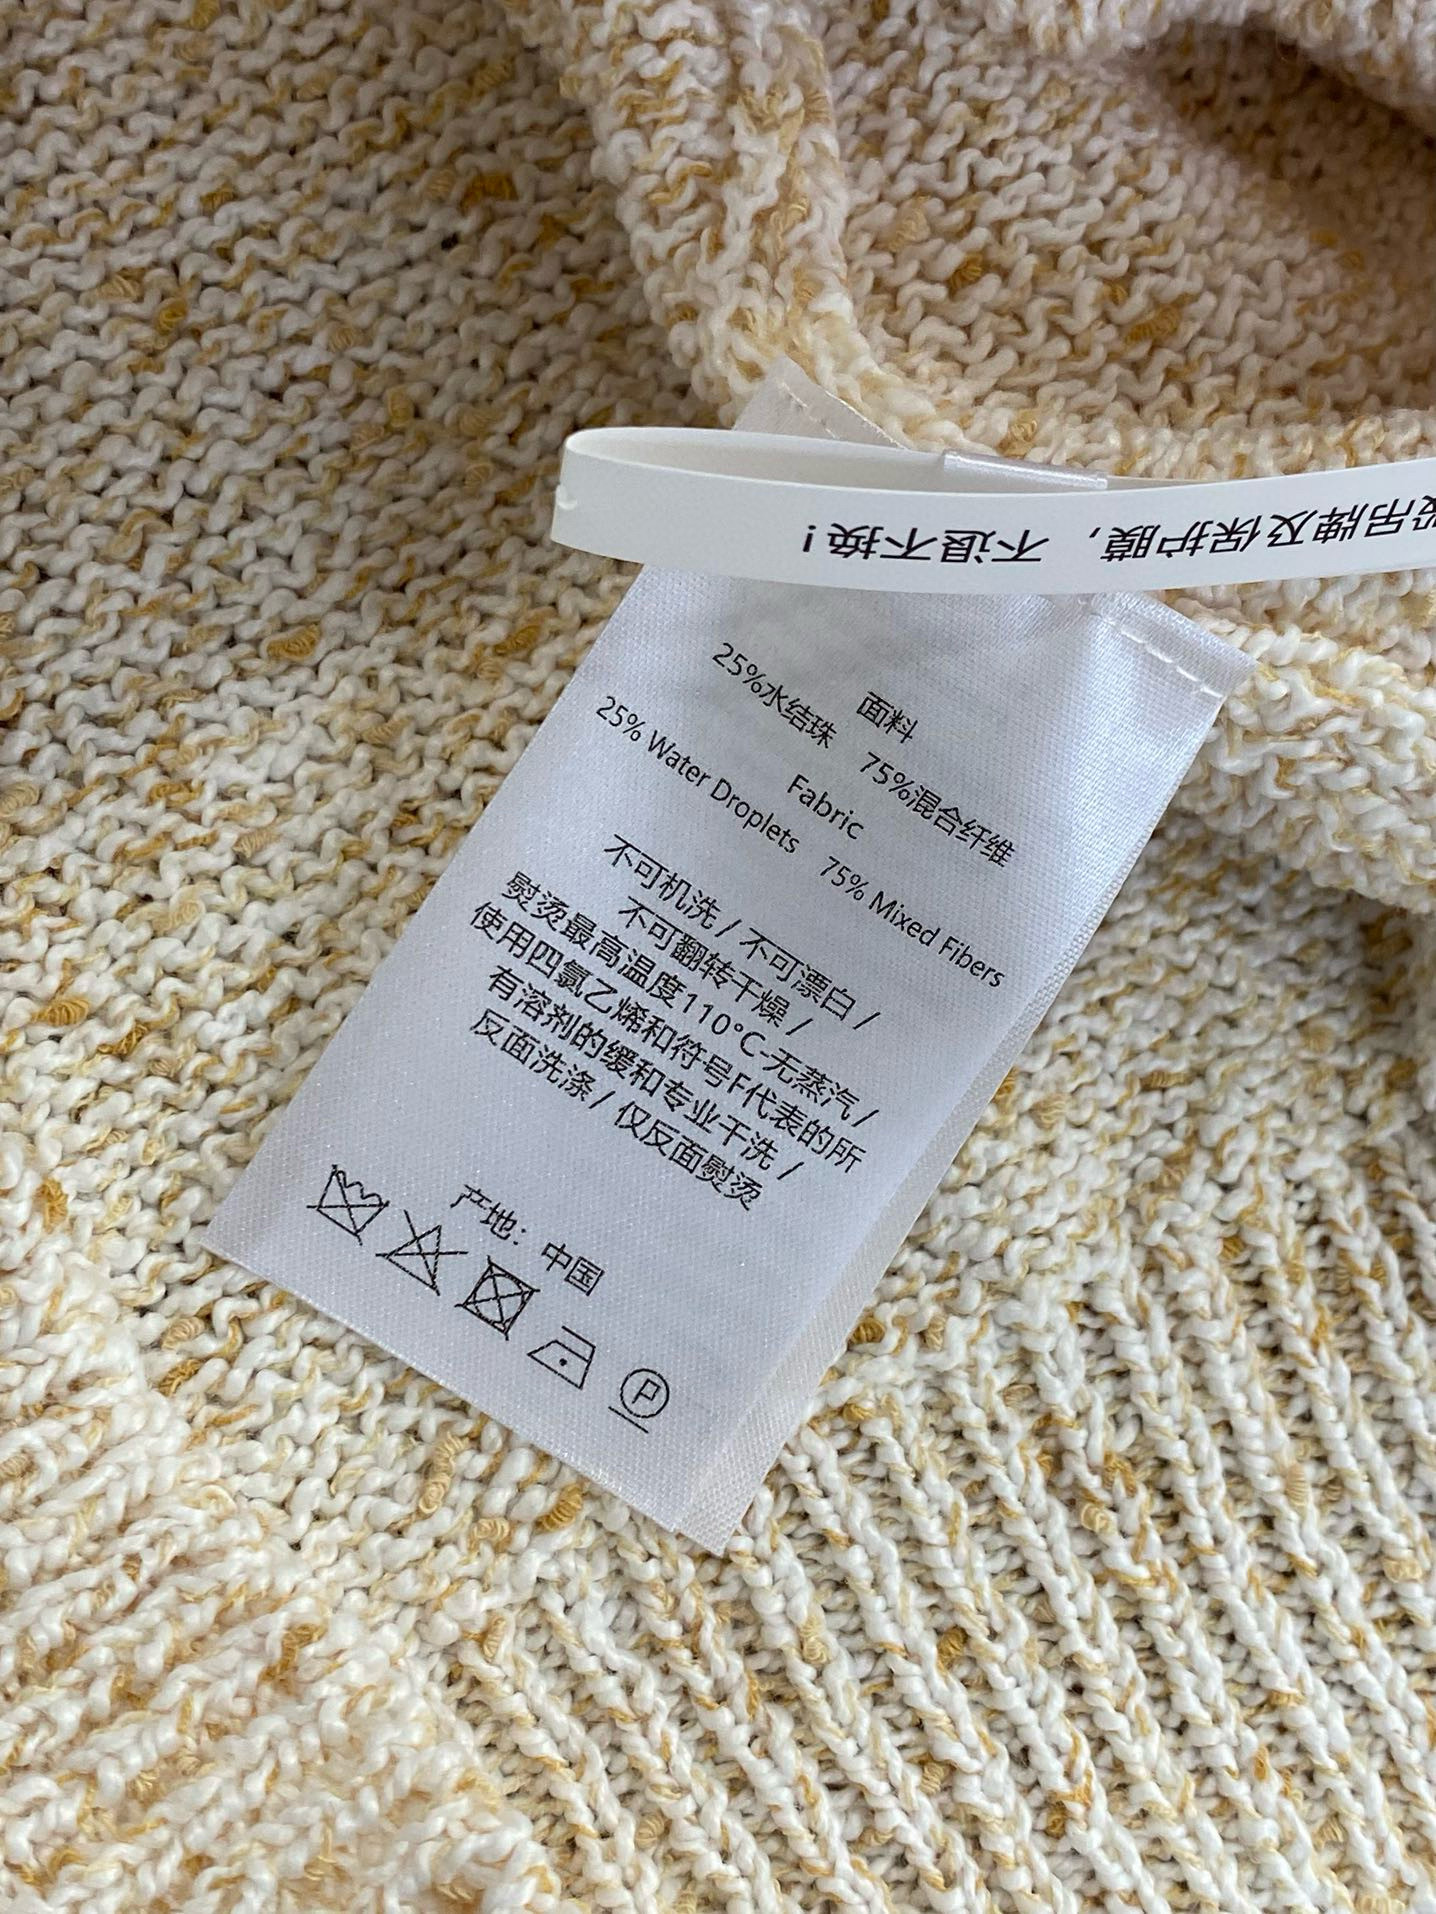 吊牌及保护膜，不退不换！
面料
25%水结珠 75%混合纤维
Fabric
25% Water Droplets 75% Mixed Fibers
不可机洗 / 不可漂白 /
不可翻转干燥 /
熨烫最高温度110°C-无蒸汽 /
使用四氯乙烯和符号F代表的所
有溶剂的缓和专业干洗 /
反面洗涤 / 仅反面熨烫
产地：中国
P